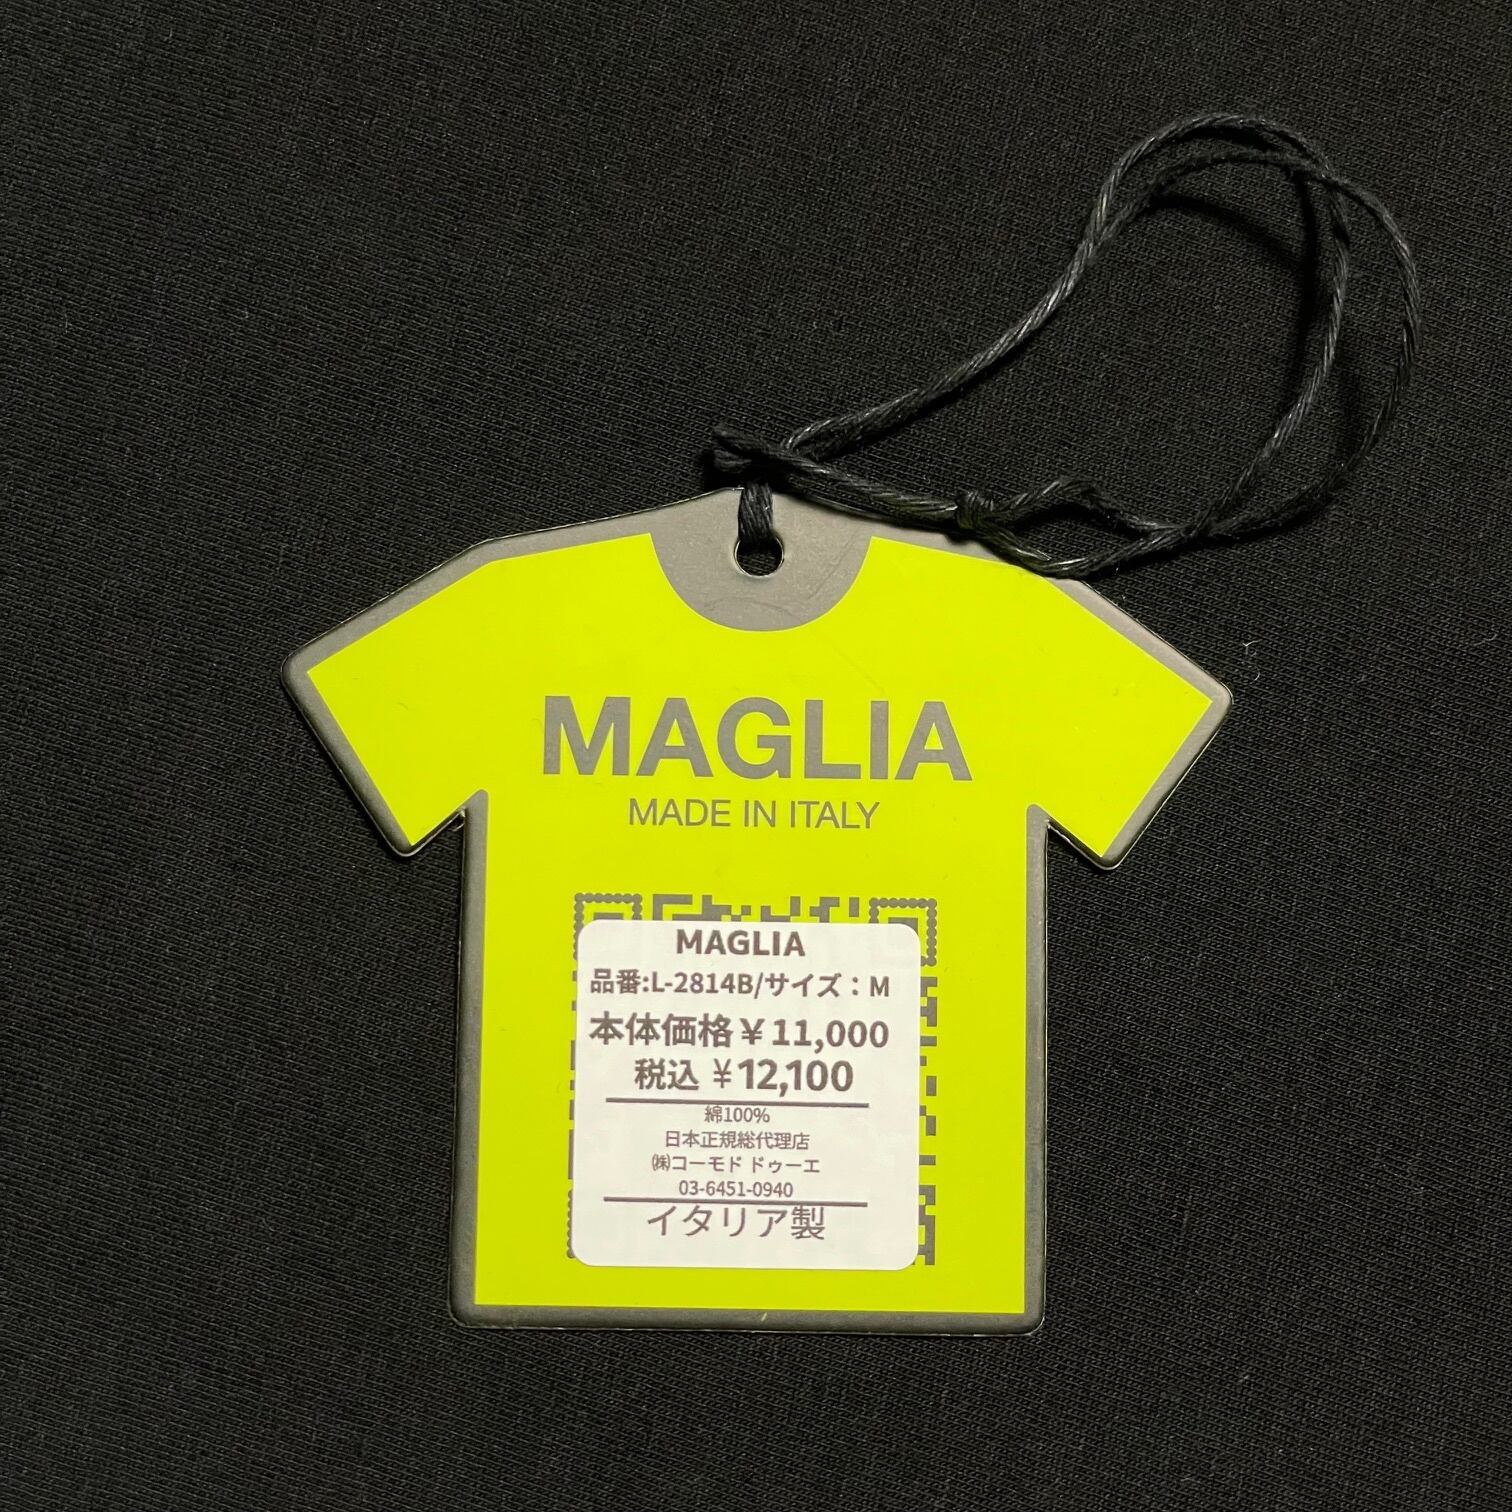 MAGLIA
MADE IN ITALY
MAGLIA
品番:L-2814B/サイズ：M
本体価格￥11,000
税込 ￥12,100
綿100%
日本正規総代理店
㈱コーモド ドゥーエ
03-6451-0940
イタリア製